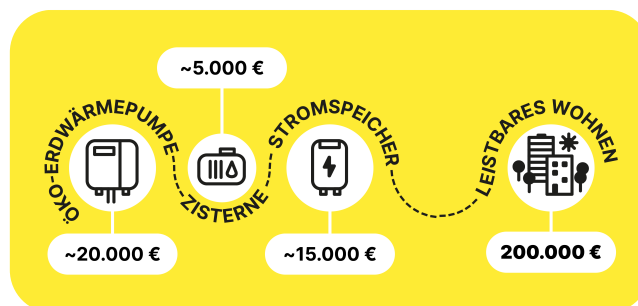 ÖKO-ERDWÄRMEPUMPE
~20.000 €
~5.000 €
ZISTERNE
STROMSPEICHER
~15.000 €
LEISTBARES WOHNEN
200.000 €